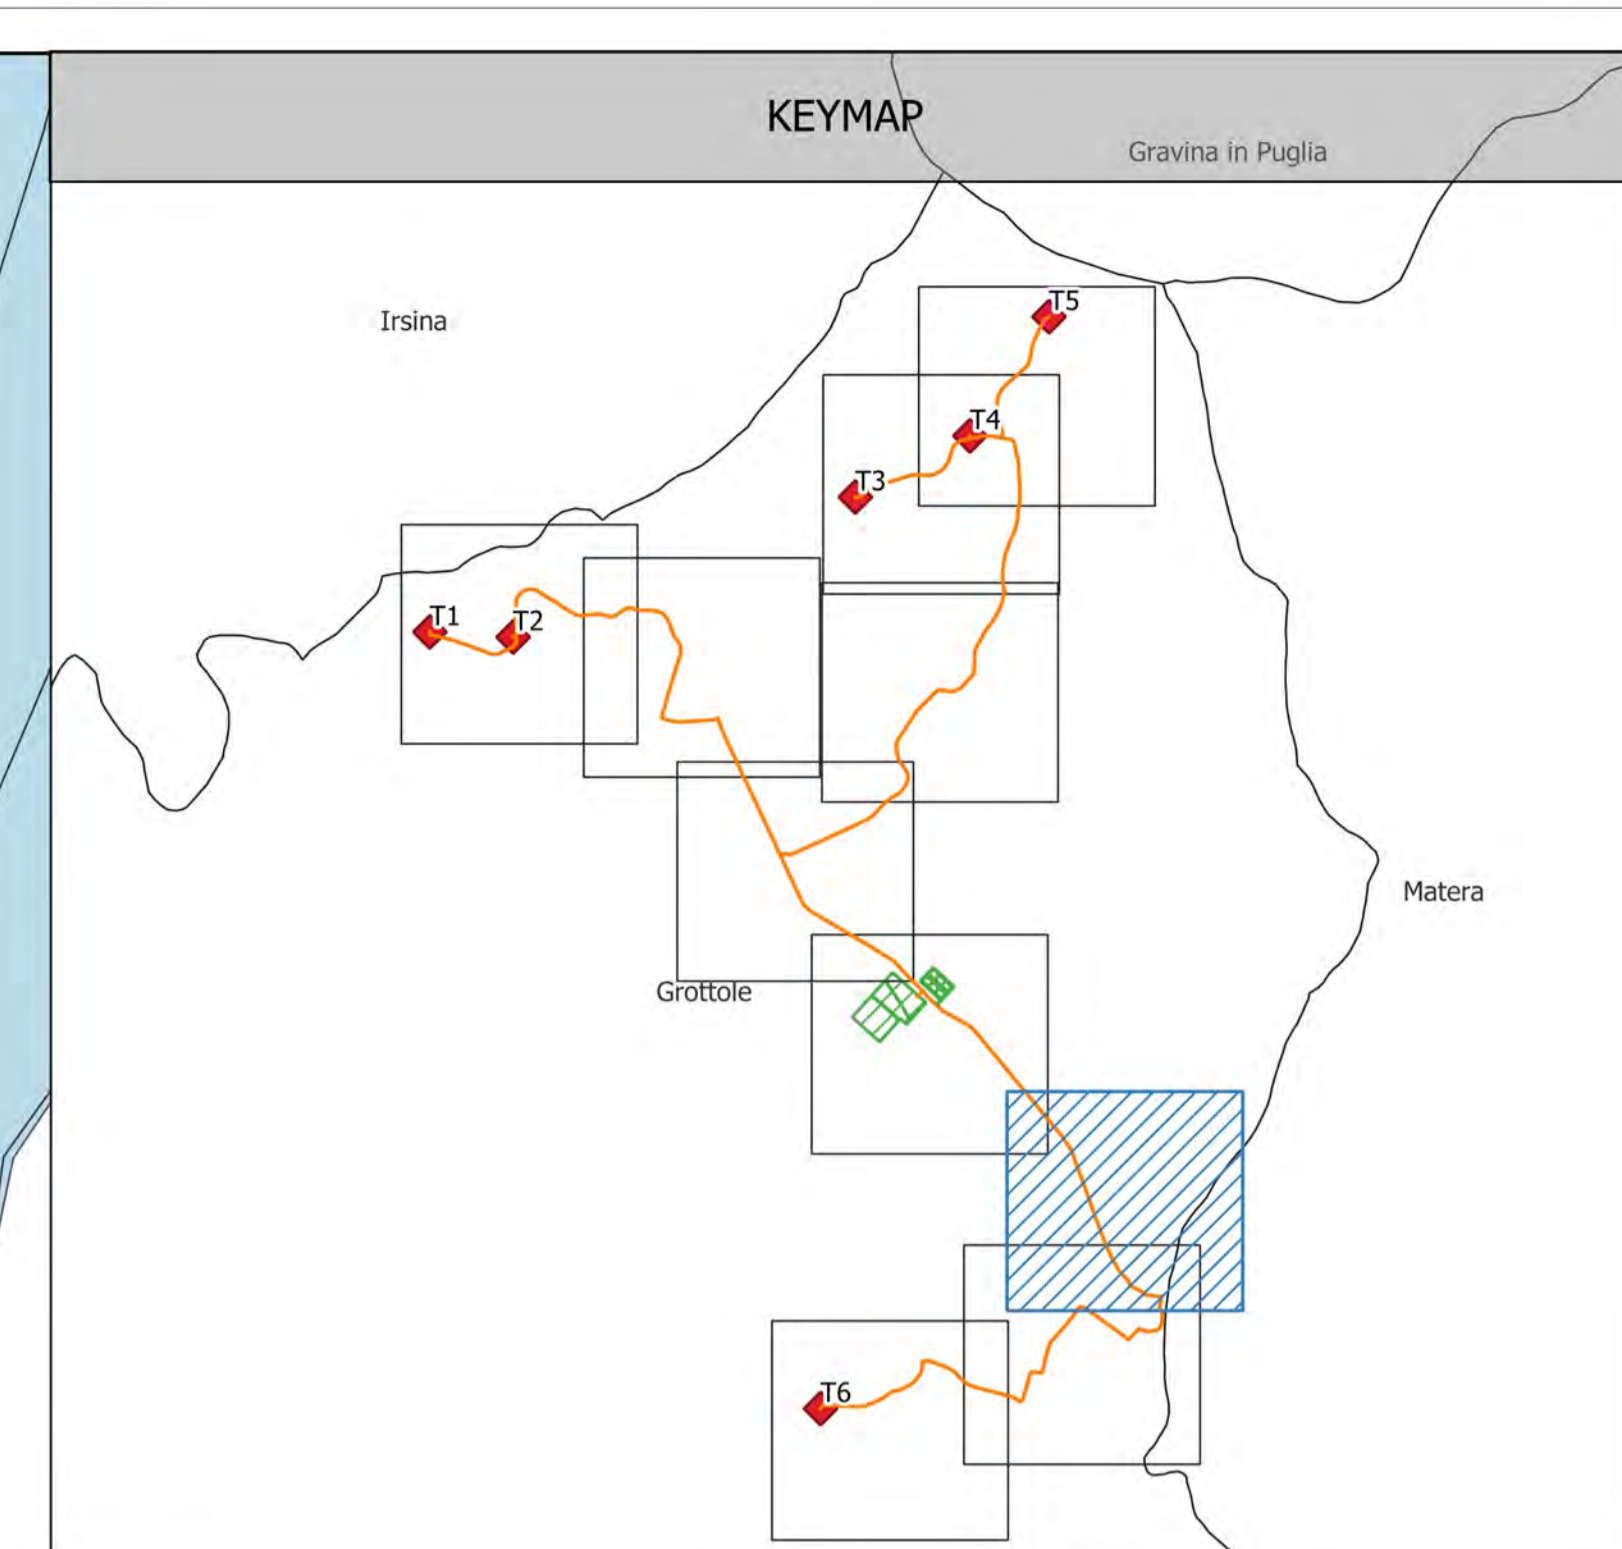 KEYMAP
Gravina in Puglia
Irsina
T5
T4
T3
T1
T2
Matera
Grottole
T6